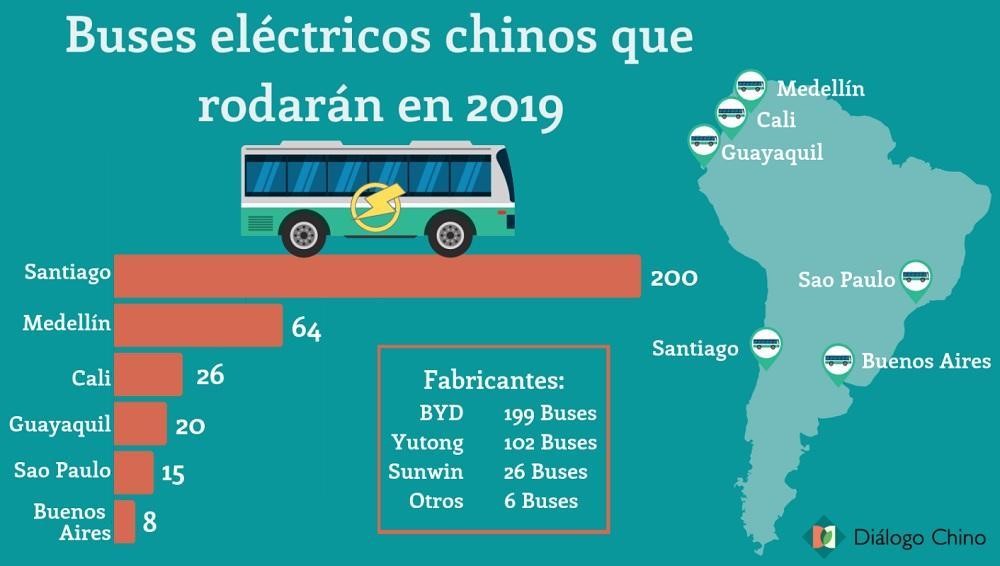 Buses eléctricos chinos que
rodarán en 2019
Santiago 200
Medellín 64
Cali 26
Guayaquil 20
Sao Paulo 15
Buenos
Aires 8
Fabricantes:
BYD 199 Buses
Yutong 102 Buses
Sunwin 26 Buses
Otros 6 Buses
Medellín
Cali
Guayaquil
Sao Paulo
Santiago
Buenos Aires
Diálogo Chino